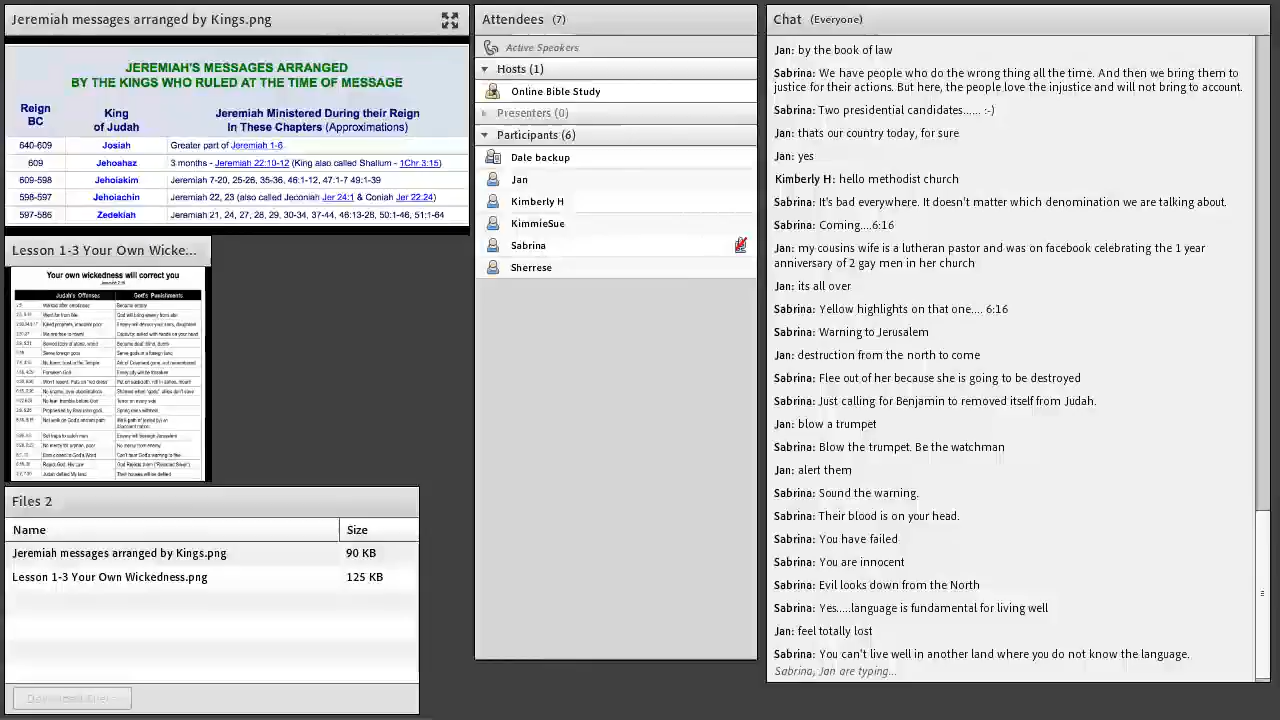 Jeremiah messages arranged by Kings.png
JEREMIAH'S MESSAGES ARRANGED
BY THE KINGS WHO RULED AT THE TIME OF MESSAGE
Reign
BC
King
of Judah
Jeremiah Ministered During their Reign
In These Chapters (Approximations)
640-609 Josiah Greater part of Jeremiah 1-6
609 Jehoahaz 3 months - Jeremiah 22:10-12 (King also called Shallum - 1Chr 3:15)
609-598 Jehoiakim Jeremiah 7-20, 25-26, 35-36, 46:1-12, 47:1-7 49:1-39
598-597 Jehoiachin Jeremiah 22, 23 (also called Jeconiah Jer 24:1 & Coniah Jer 22:24)
597-586 Zedekiah Jeremiah 21, 24, 27, 28, 29, 30-34, 37-44, 46:13-28, 50:1-46, 51:1-64
Lesson 1-3 Your Own Wicke...
Your own wickedness will correct you
Judah's Offenses God's Punishments
Files 2
Name Size
Jeremiah messages arranged by Kings.png 90 KB
Lesson 1-3 Your Own Wickedness.png 125 KB
Attendees (7)
Active Speakers
Hosts (1)
Online Bible Study
Presenters (0)
Participants (6)
Dale backup
Jan
Kimberly H
KimmieSue
Sabrina
Sherrese
Chat (Everyone)
Jan: by the book of law
Sabrina: We have people who do the wrong thing all the time. And then we bring them to
justice for their actions. But here, the people love the injustice and will not bring to account.
Sabrina: Two presidential candidates...... :-)
Jan: thats our country today, for sure
Jan: yes
Kimberly H: hello methodist church
Sabrina: It's bad everywhere. It doesn't matter which denomination we are talking about.
Sabrina: Coming....6:16
Jan: my cousins wife is a lutheran pastor and was on facebook celebrating the 1 year
anniversary of 2 gay men in her church
Jan: its all over
Sabrina: Yellow highlights on that one.... 6:16
Sabrina: Warning to Jerusalem
Jan: destruction from the north to come
Sabrina: Flee out of her because she is going to be destroyed
Sabrina: Just calling for Benjamin to removed itself from Judah.
Jan: blow a trumpet
Sabrina: Blow the trumpet. Be the watchman
Jan: alert them
Sabrina: Sound the warning.
Sabrina: Their blood is on your head.
Sabrina: You have failed
Sabrina: You are innocent
Sabrina: Evil looks down from the North
Sabrina: Yes.....language is fundamental for living well
Jan: feel totally lost
Sabrina: You can't live well in another land where you do not know the language.
Sabrina, Jan are typing...